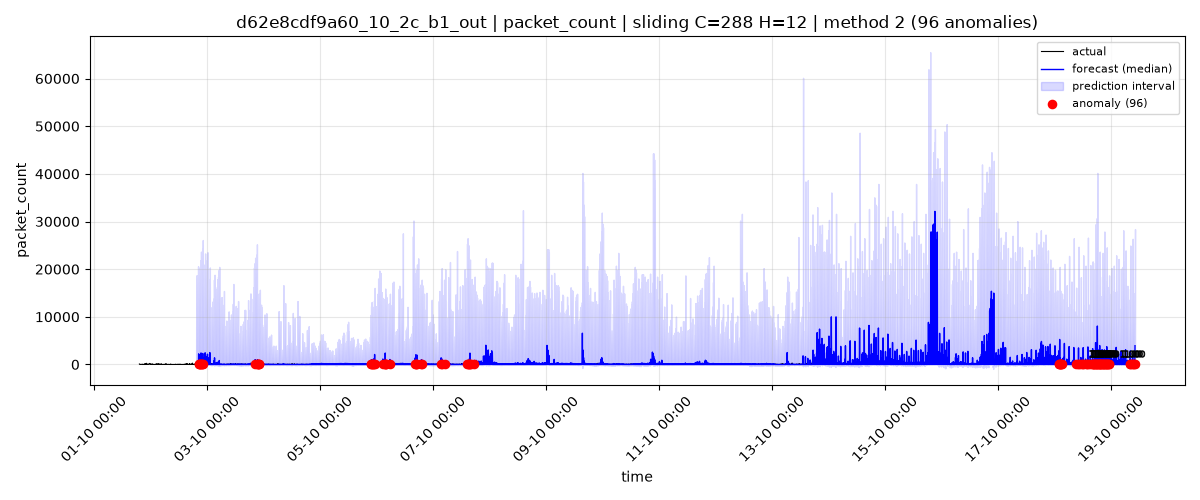 d62e8cdf9a60_10_2c_b1_out | packet_count | sliding C=288 H=12 | method 2 (96 anomalies)
actual
forecast (median)
prediction interval
anomaly (96)
packet_count
60000
50000
40000
30000
20000
10000
0
01-10 00:00
03-10 00:00
05-10 00:00
07-10 00:00
09-10 00:00
11-10 00:00
13-10 00:00
15-10 00:00
17-10 00:00
19-10 00:00
time